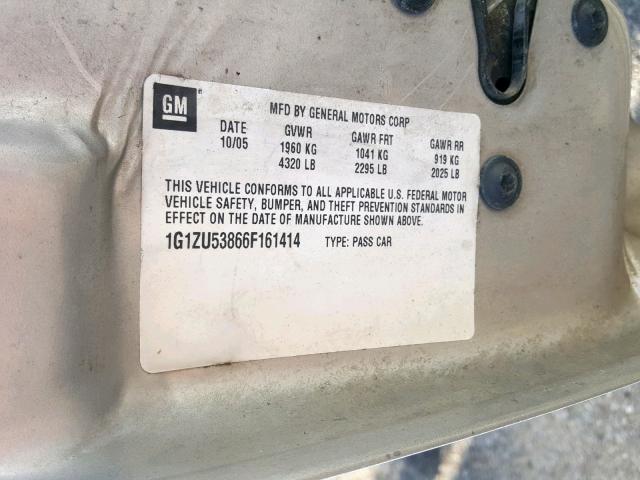 GM
MFD BY GENERAL MOTORS CORP
DATE GVWR GAWR FRT GAWR RR
10/05 1960 KG 1041 KG 919 KG
4320 LB 2295 LB 2025 LB
THIS VEHICLE CONFORMS TO ALL APPLICABLE U.S. FEDERAL MOTOR
VEHICLE SAFETY, BUMPER, AND THEFT PREVENTION STANDARDS IN
EFFECT ON THE DATE OF MANUFACTURE SHOWN ABOVE.
1G1ZU53866F161414 TYPE: PASS CAR